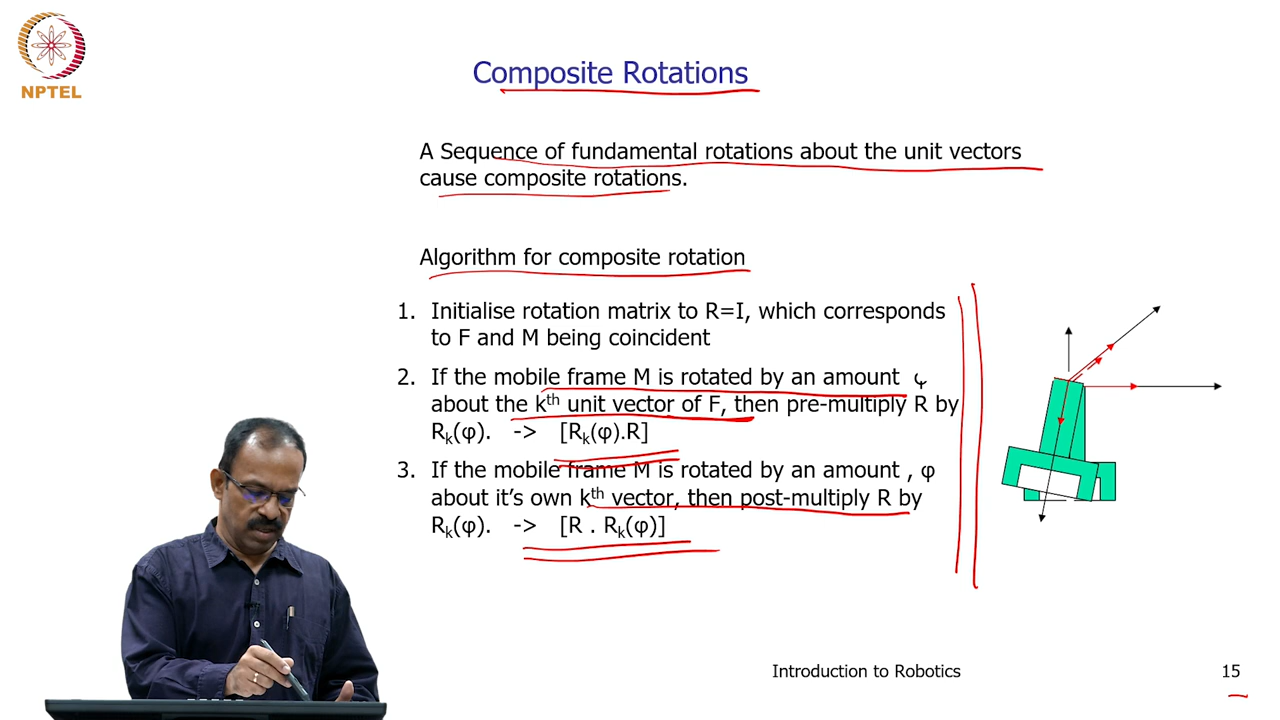 NPTEL
Composite Rotations
A Sequence of fundamental rotations about the unit vectors
cause composite rotations.
Algorithm for composite rotation
1. Initialise rotation matrix to R=I, which corresponds
to F and M being coincident
2. If the mobile frame M is rotated by an amount φ
about the kth unit vector of F, then pre-multiply R by
Rk(φ). -> [Rk(φ).R]
3. If the mobile frame M is rotated by an amount , φ
about it's own kth vector, then post-multiply R by
Rk(φ). -> [R . Rk(φ)]
Introduction to Robotics
15